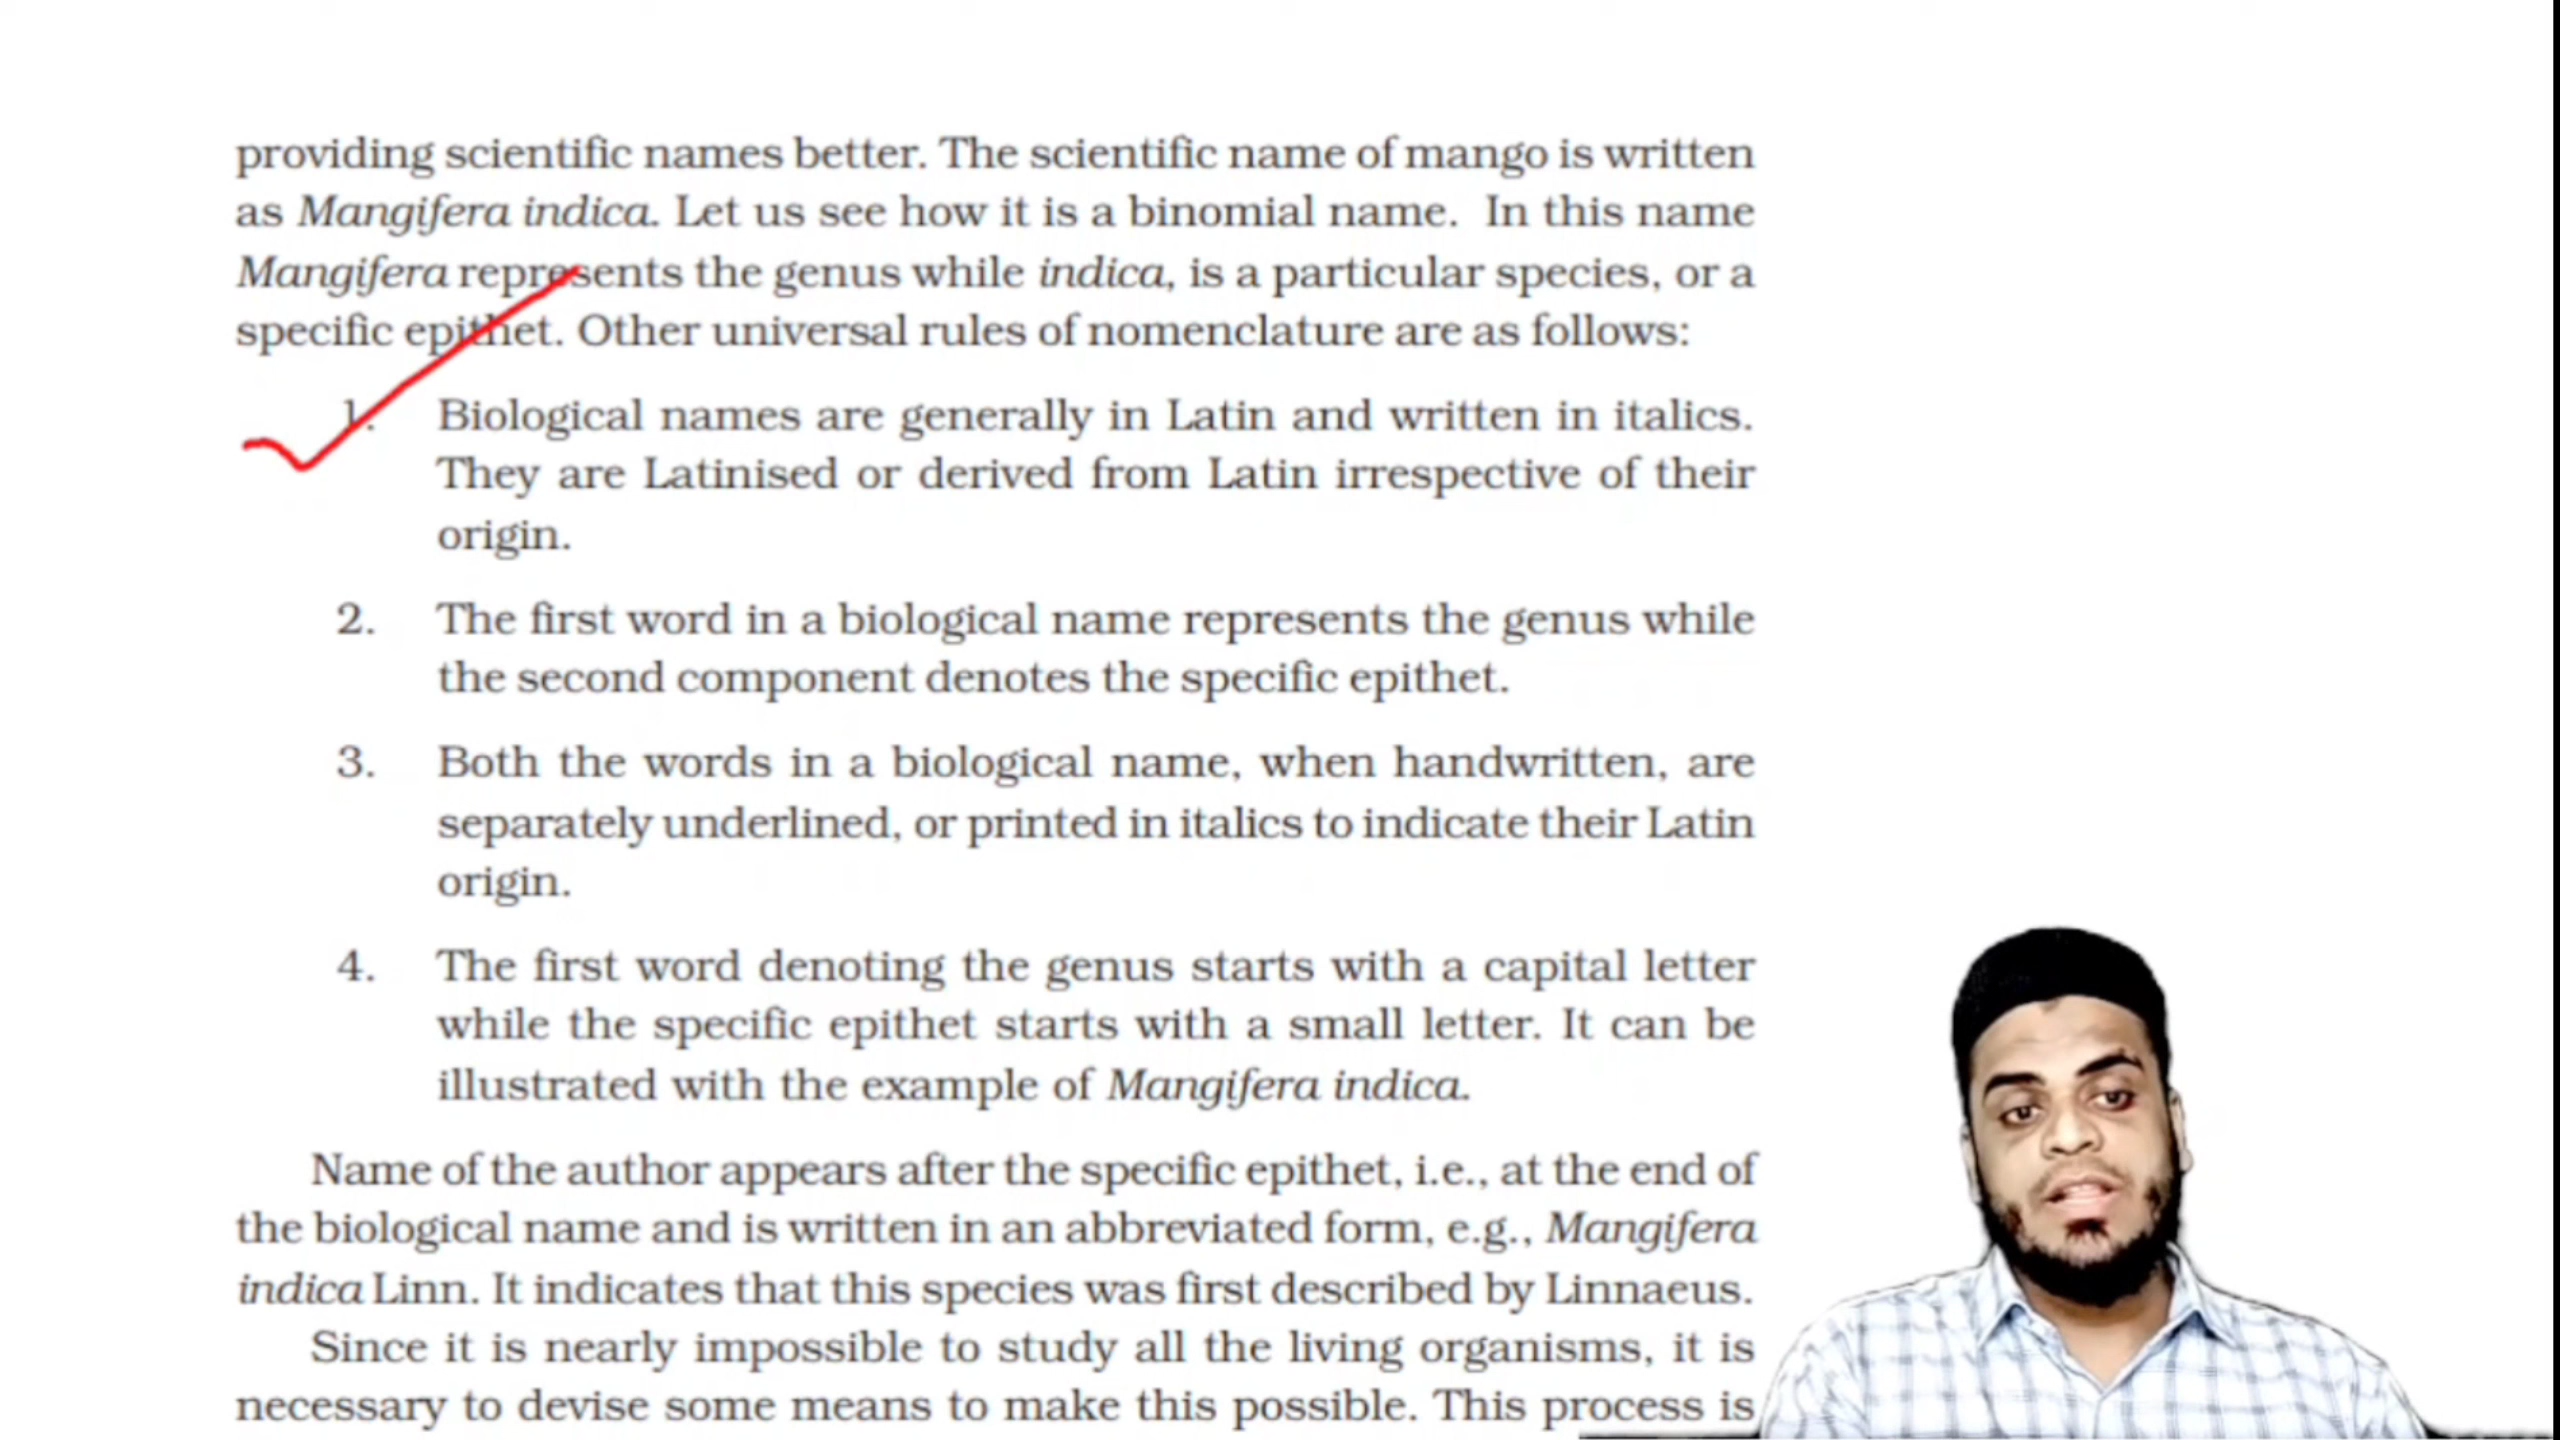 providing scientific names better. The scientific name of mango is written
as Mangifera indica. Let us see how it is a binomial name. In this name
Mangifera represents the genus while indica, is a particular species, or a
specific epithet. Other universal rules of nomenclature are as follows:
1. Biological names are generally in Latin and written in italics.
They are Latinised or derived from Latin irrespective of their
origin.
2. The first word in a biological name represents the genus while
the second component denotes the specific epithet.
3. Both the words in a biological name, when handwritten, are
separately underlined, or printed in italics to indicate their Latin
origin.
4. The first word denoting the genus starts with a capital letter
while the specific epithet starts with a small letter. It can be
illustrated with the example of Mangifera indica.
Name of the author appears after the specific epithet, i.e., at the end of
the biological name and is written in an abbreviated form, e.g., Mangifera
indica Linn. It indicates that this species was first described by Linnaeus.
Since it is nearly impossible to study all the living organisms, it is
necessary to devise some means to make this possible. This process is